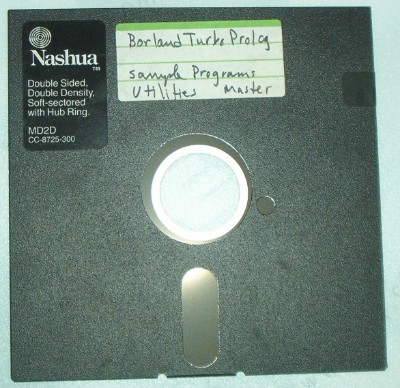 Nashua
TM
Double Sided,
Double Density,
Soft-sectored
with Hub Ring.
MD2D
CC-8725-300
Borland Turbo Prolog
Sample Programs
Utilities Master